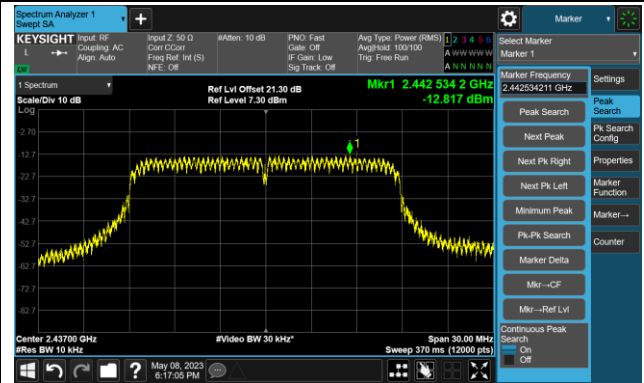 Spectrum Analyzer 1
Swept SA
+
Marker
KEYSIGHT
L
Input: RF
Coupling: AC
Align: Auto
Input Z: 50 Ω
Corr CCorr
Freq Ref: Int (S)
NFE: Off
#Atten: 10 dB
PNO: Fast
Gate: Off
IF Gain: Low
Sig Track: Off
Avg Type: Power (RMS)
Avg|Hold: 100/100
Trig: Free Run
1 2 3 4 5 6
A W W W W W
A N N N N N
Select Marker
Marker 1
1 Spectrum
Scale/Div 10 dB
Log
Ref Lvl Offset 21.30 dB
Ref Level 7.30 dBm
Mkr1 2.442 534 2 GHz
-12.817 dBm
-2.70
-12.7
-22.7
-32.7
-42.7
-52.7
-62.7
-72.7
-82.7
1
Center 2.43700 GHz
#Res BW 10 kHz
#Video BW 30 kHz*
Span 30.00 MHz
Sweep 370 ms (12000 pts)
Marker Frequency
2.442534211 GHz
Peak Search
Next Peak
Next Pk Right
Next Pk Left
Minimum Peak
Pk-Pk Search
Marker Delta
Mkr→CF
Mkr→Ref Lvl
Continuous Peak
Search
On
Off
Settings
Peak
Search
Pk Search
Config
Properties
Marker
Function
Marker→
Counter
?
May 08, 2023
6:17:05 PM